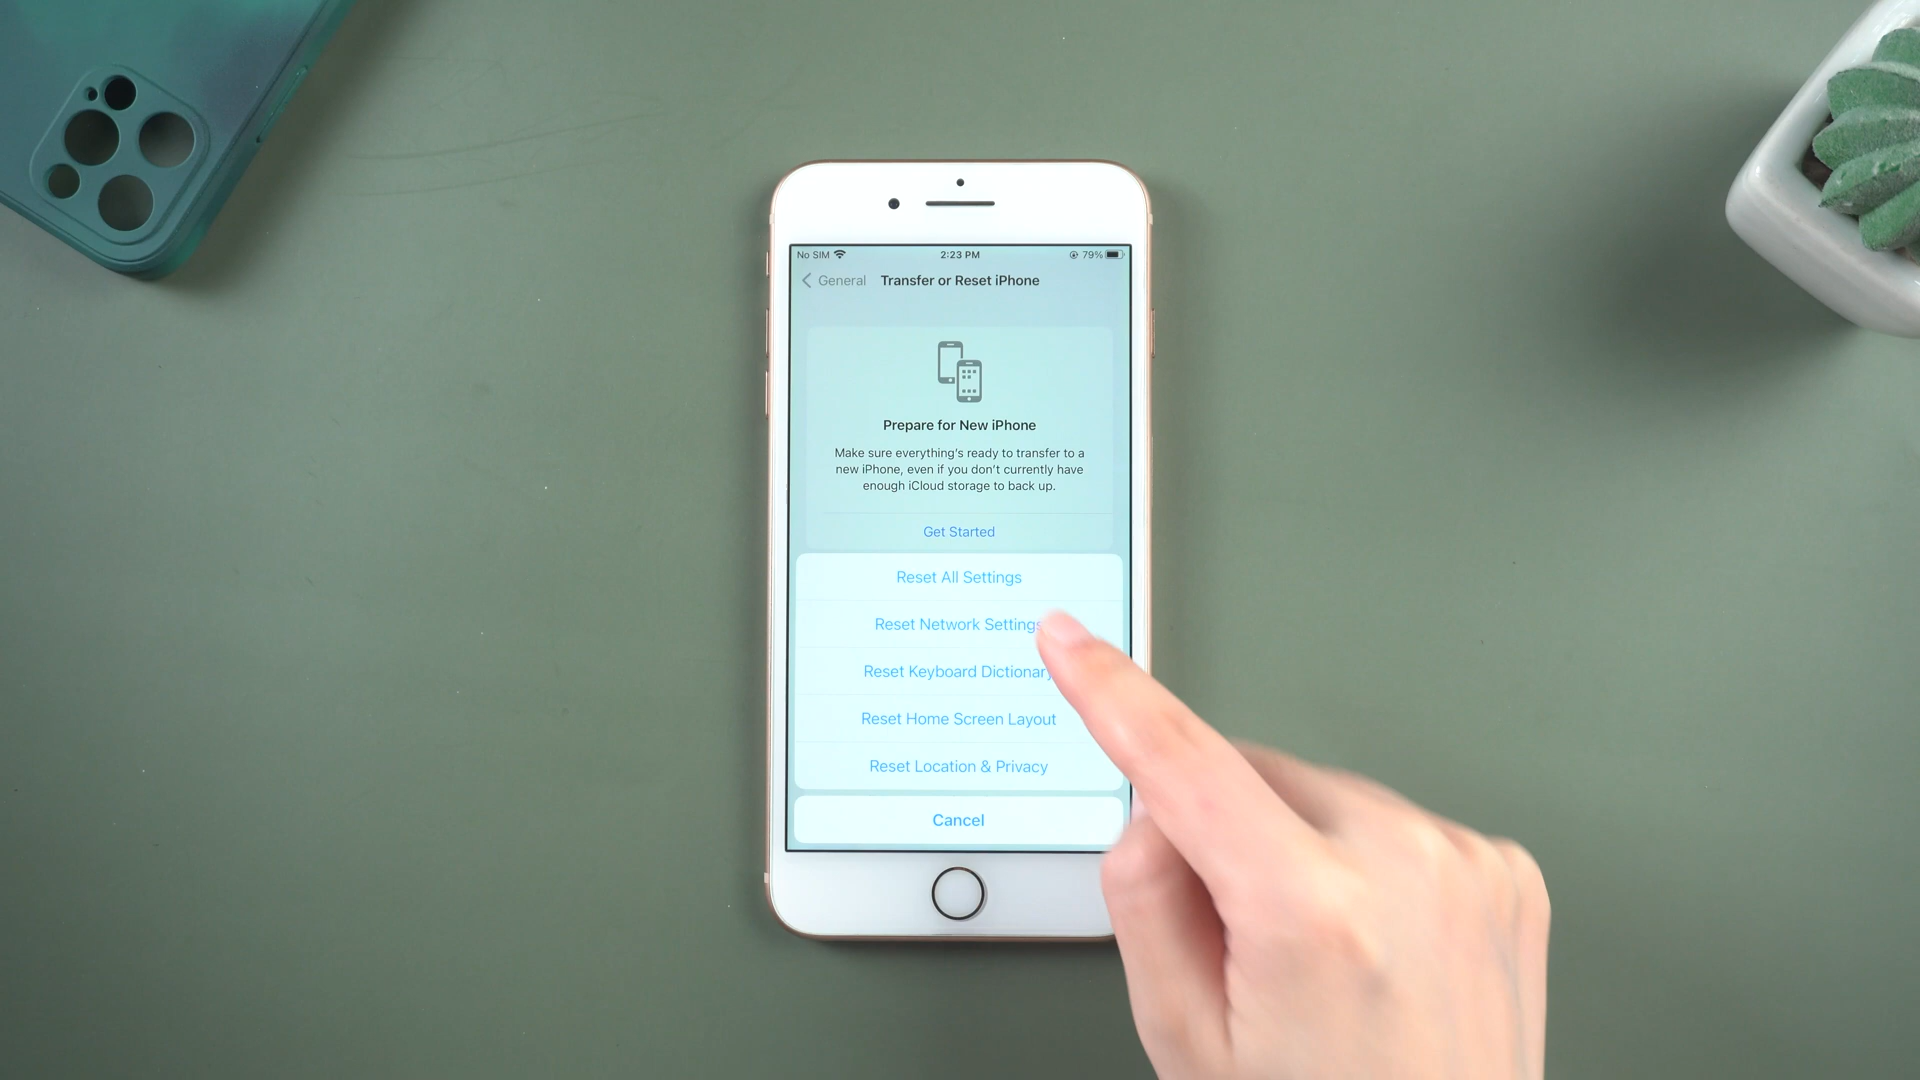 No SIM 2:23 PM 79%
General Transfer or Reset iPhone
Prepare for New iPhone
Make sure everything's ready to transfer to a
new iPhone, even if you don't currently have
enough iCloud storage to back up.
Get Started
Reset All Settings
Reset Network Settings
Reset Keyboard Dictionary
Reset Home Screen Layout
Reset Location & Privacy
Cancel